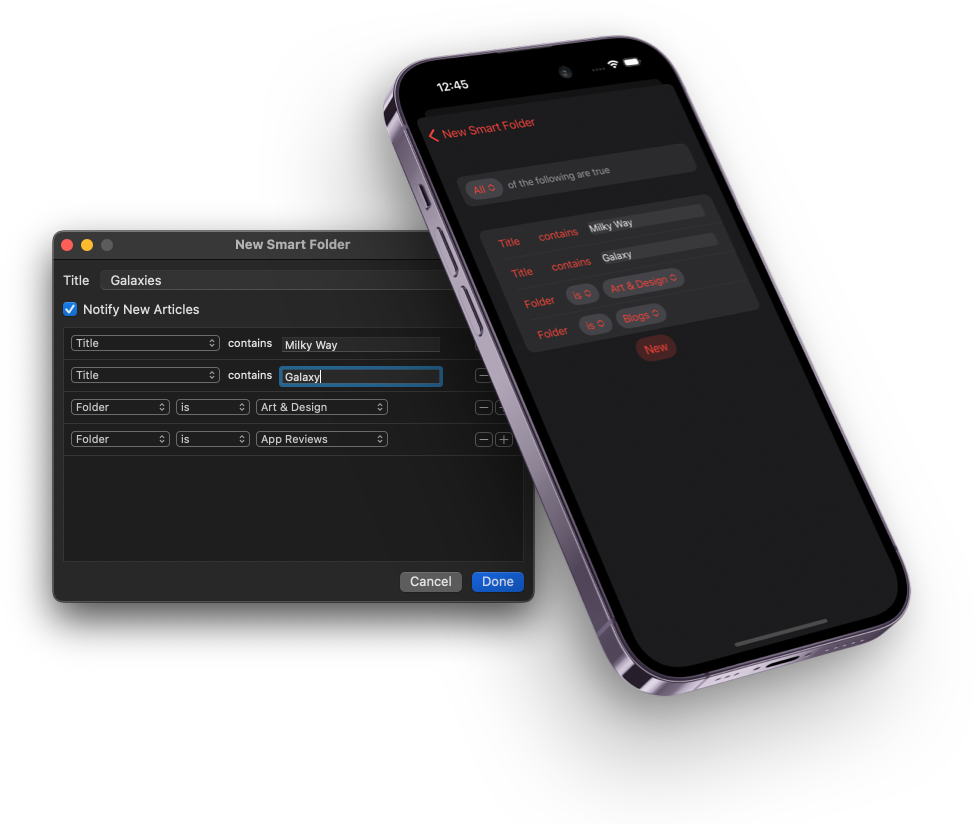 New Smart Folder
Title Galaxies
Notify New Articles
Title contains Milky Way
Title contains Galaxy
Folder is Art & Design
Folder is App Reviews
Cancel Done
12:45
New Smart Folder
All of the following are true
Title contains Milky Way
Title contains Galaxy
Folder is Art & Design
Folder is Blogs
New